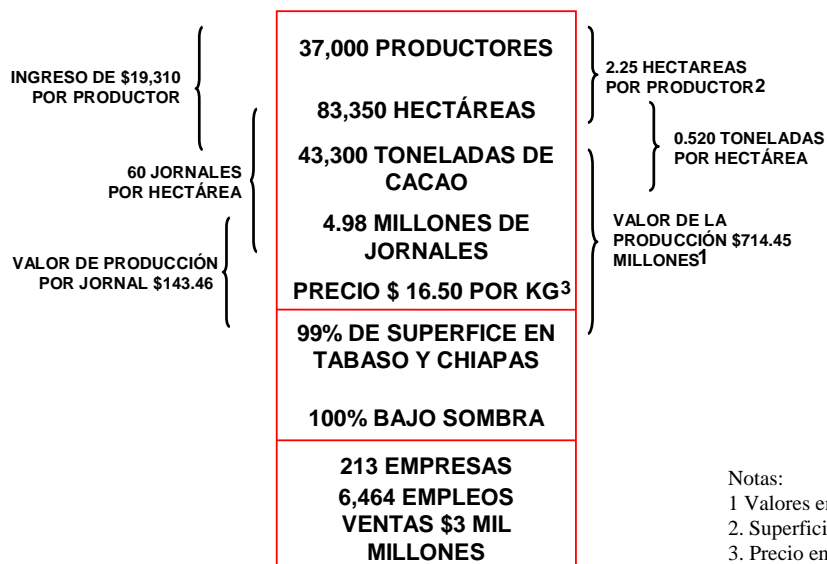 37,000 PRODUCTORES
83,350 HECTÁREAS
43,300 TONELADAS DE
CACAO
4.98 MILLONES DE
JORNALES
PRECIO $ 16.50 POR KG3
99% DE SUPERFICE EN
TABASO Y CHIAPAS
100% BAJO SOMBRA
213 EMPRESAS
6,464 EMPLEOS
VENTAS $3 MIL
MILLONES
INGRESO DE $19,310
POR PRODUCTOR
60 JORNALES
POR HECTÁREA
VALOR DE PRODUCCIÓN
POR JORNAL $143.46
2.25 HECTAREAS
POR PRODUCTOR2
0.520 TONELADAS
POR HECTÁREA
VALOR DE LA
PRODUCCIÓN $714.45
MILLONES1
Notas:
1 Valores
2. Superfici
3. Precio en